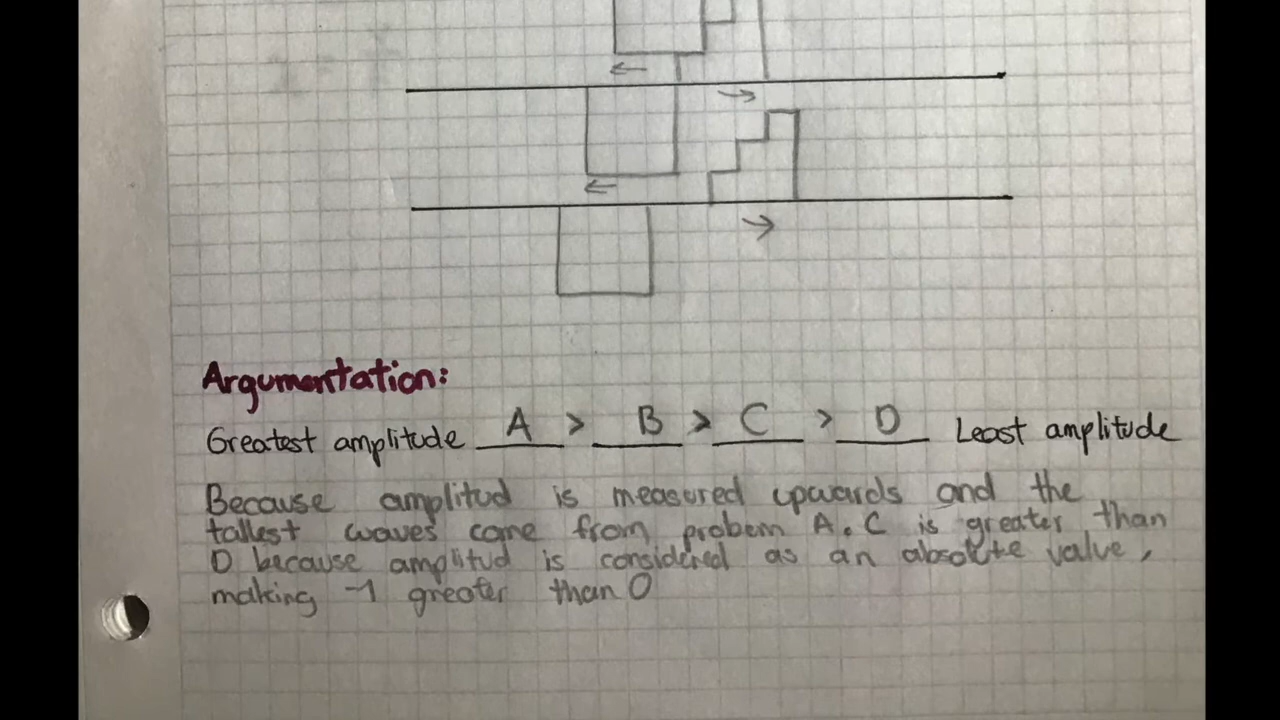 Argumentation:
Greatest amplitude A > B > C > D Least amplitude
Because amplitud is measured upwards and the
tallest waves come from probem A. C is greater than
D because amplitud is considered as an absolute value,
making -1 greater than 0